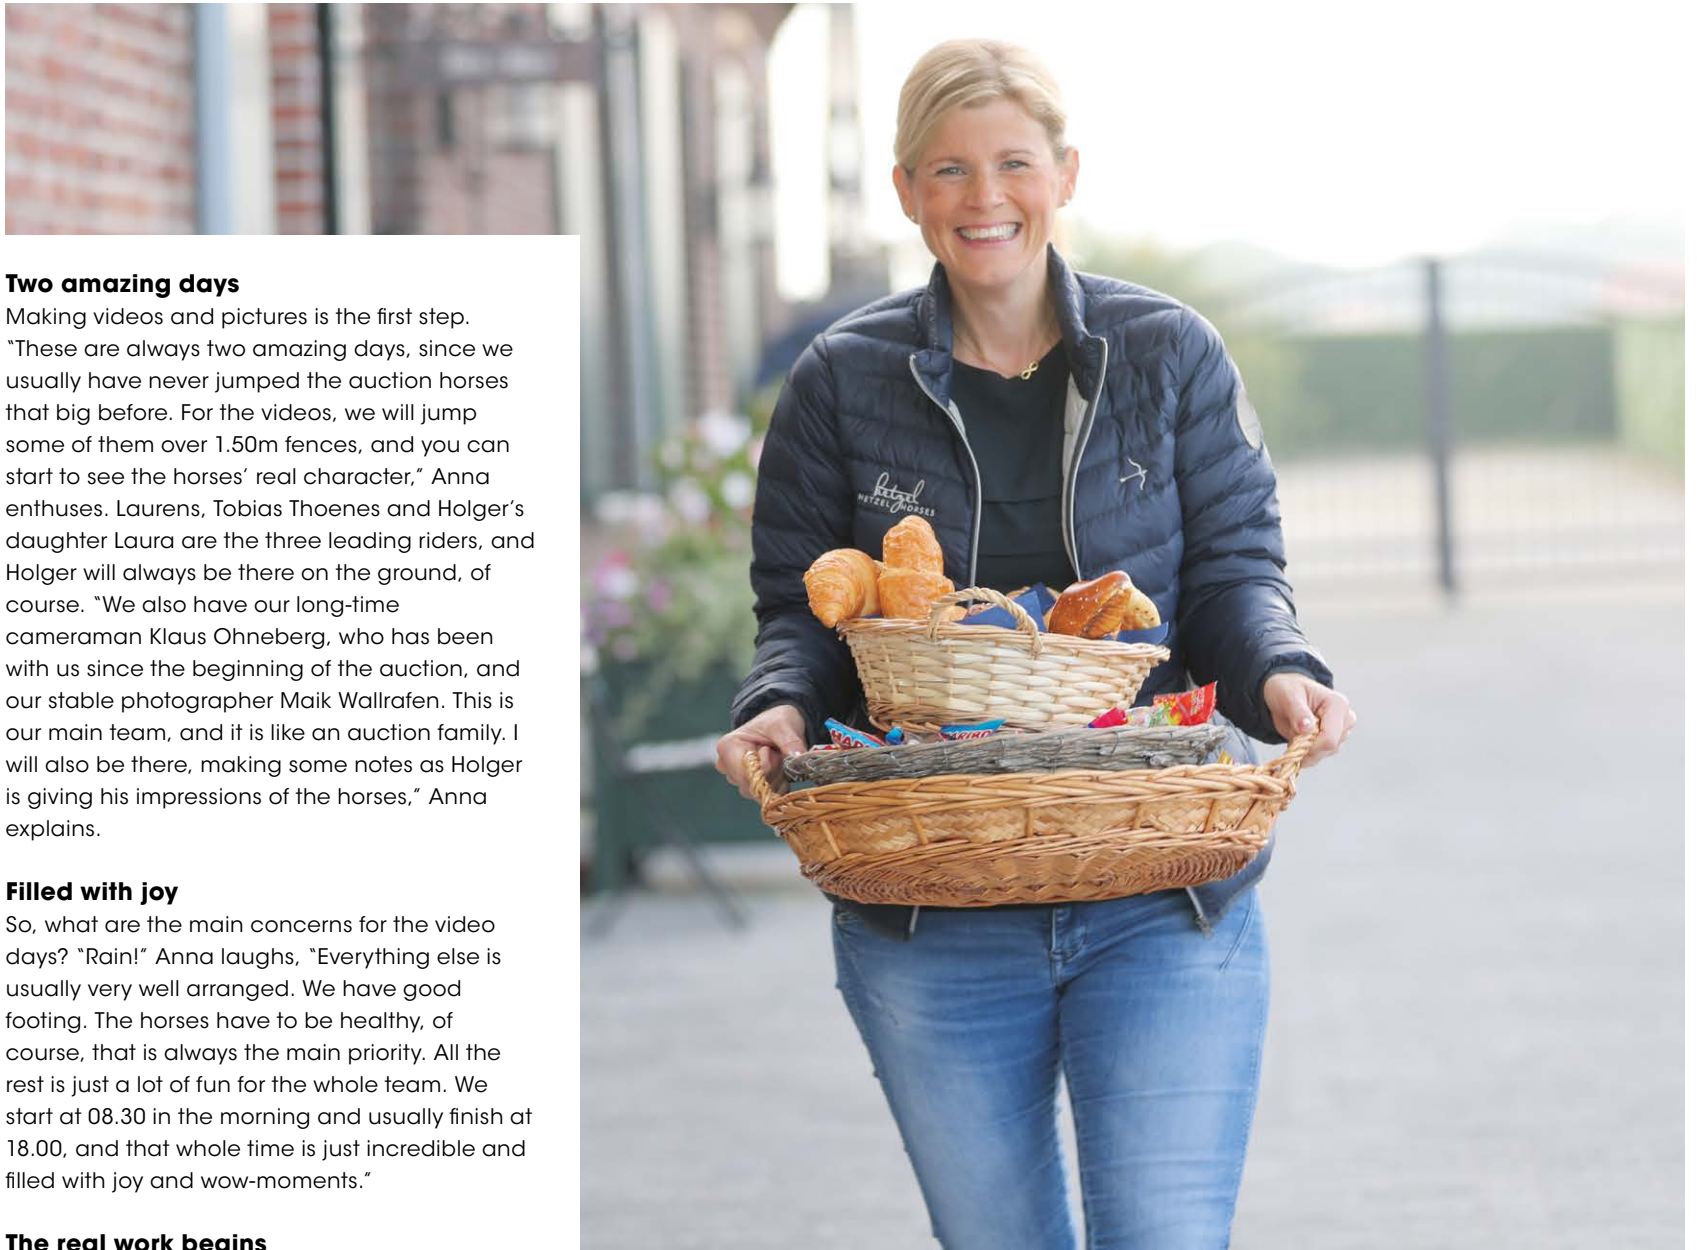 Two amazing days
Making videos and pictures is the first step.
“These are always two amazing days, since we
usually have never jumped the auction horses
that big before. For the videos, we will jump
some of them over 1.50m fences, and you can
start to see the horses’ real character,” Anna
enthuses. Laurens, Tobias Thoenes and Holger’s
daughter Laura are the three leading riders, and
Holger will always be there on the ground, of
course. “We also have our long-time
cameraman Klaus Ohneberg, who has been
with us since the beginning of the auction, and
our stable photographer Maik Wallrafen. This is
our main team, and it is like an auction family. I
will also be there, making some notes as Holger
is giving his impressions of the horses,” Anna
explains.
Filled with joy
So, what are the main concerns for the video
days? “Rain!” Anna laughs, “Everything else is
usually very well arranged. We have good
footing. The horses have to be healthy, of
course, that is always the main priority. All the
rest is just a lot of fun for the whole team. We
start at 08.30 in the morning and usually finish at
18.00, and that whole time is just incredible and
filled with joy and wow-moments.”
The real work begins
hetzel
HETZEL HORSES
HARIBO